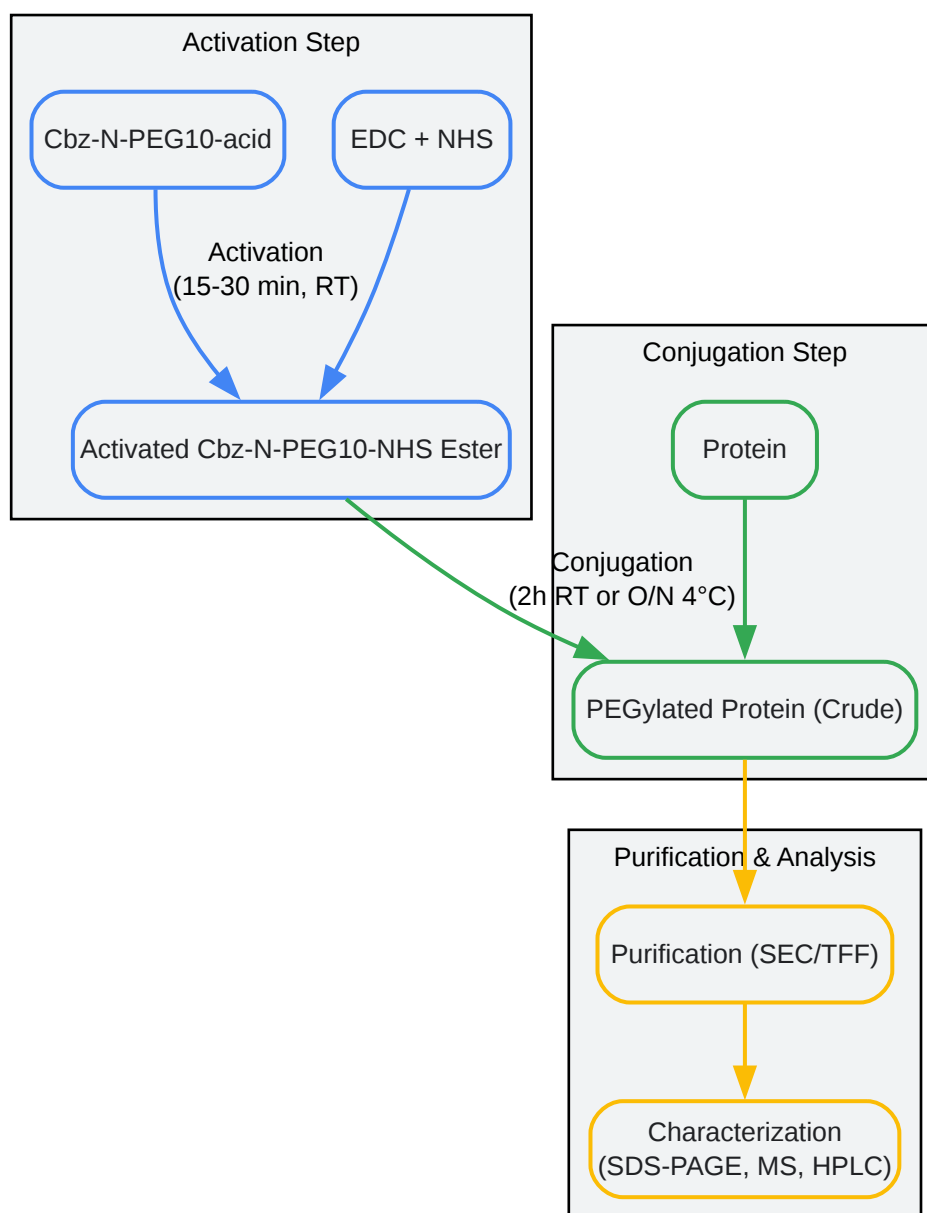 Activation Step
Cbz-N-PEG10-acid
EDC + NHS
Activation
(15-30 min, RT)
Activated Cbz-N-PEG10-NHS Ester
Conjugation Step
Protein
Conjugation
(2h RT or O/N 4°C)
PEGylated Protein (Crude)
Purification & Analysis
Purification (SEC/TFF)
Characterization
(SDS-PAGE, MS, HPLC)